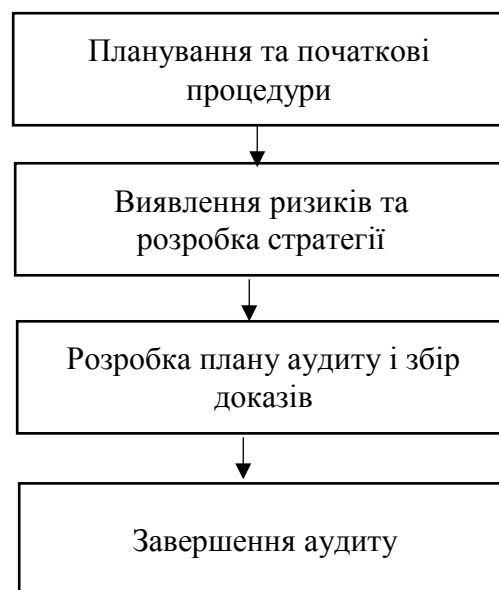 Планування та початкові
процедури
Виявлення ризиків та
розробка стратегії
Розробка плану аудиту і збір
доказів
Завершення аудиту